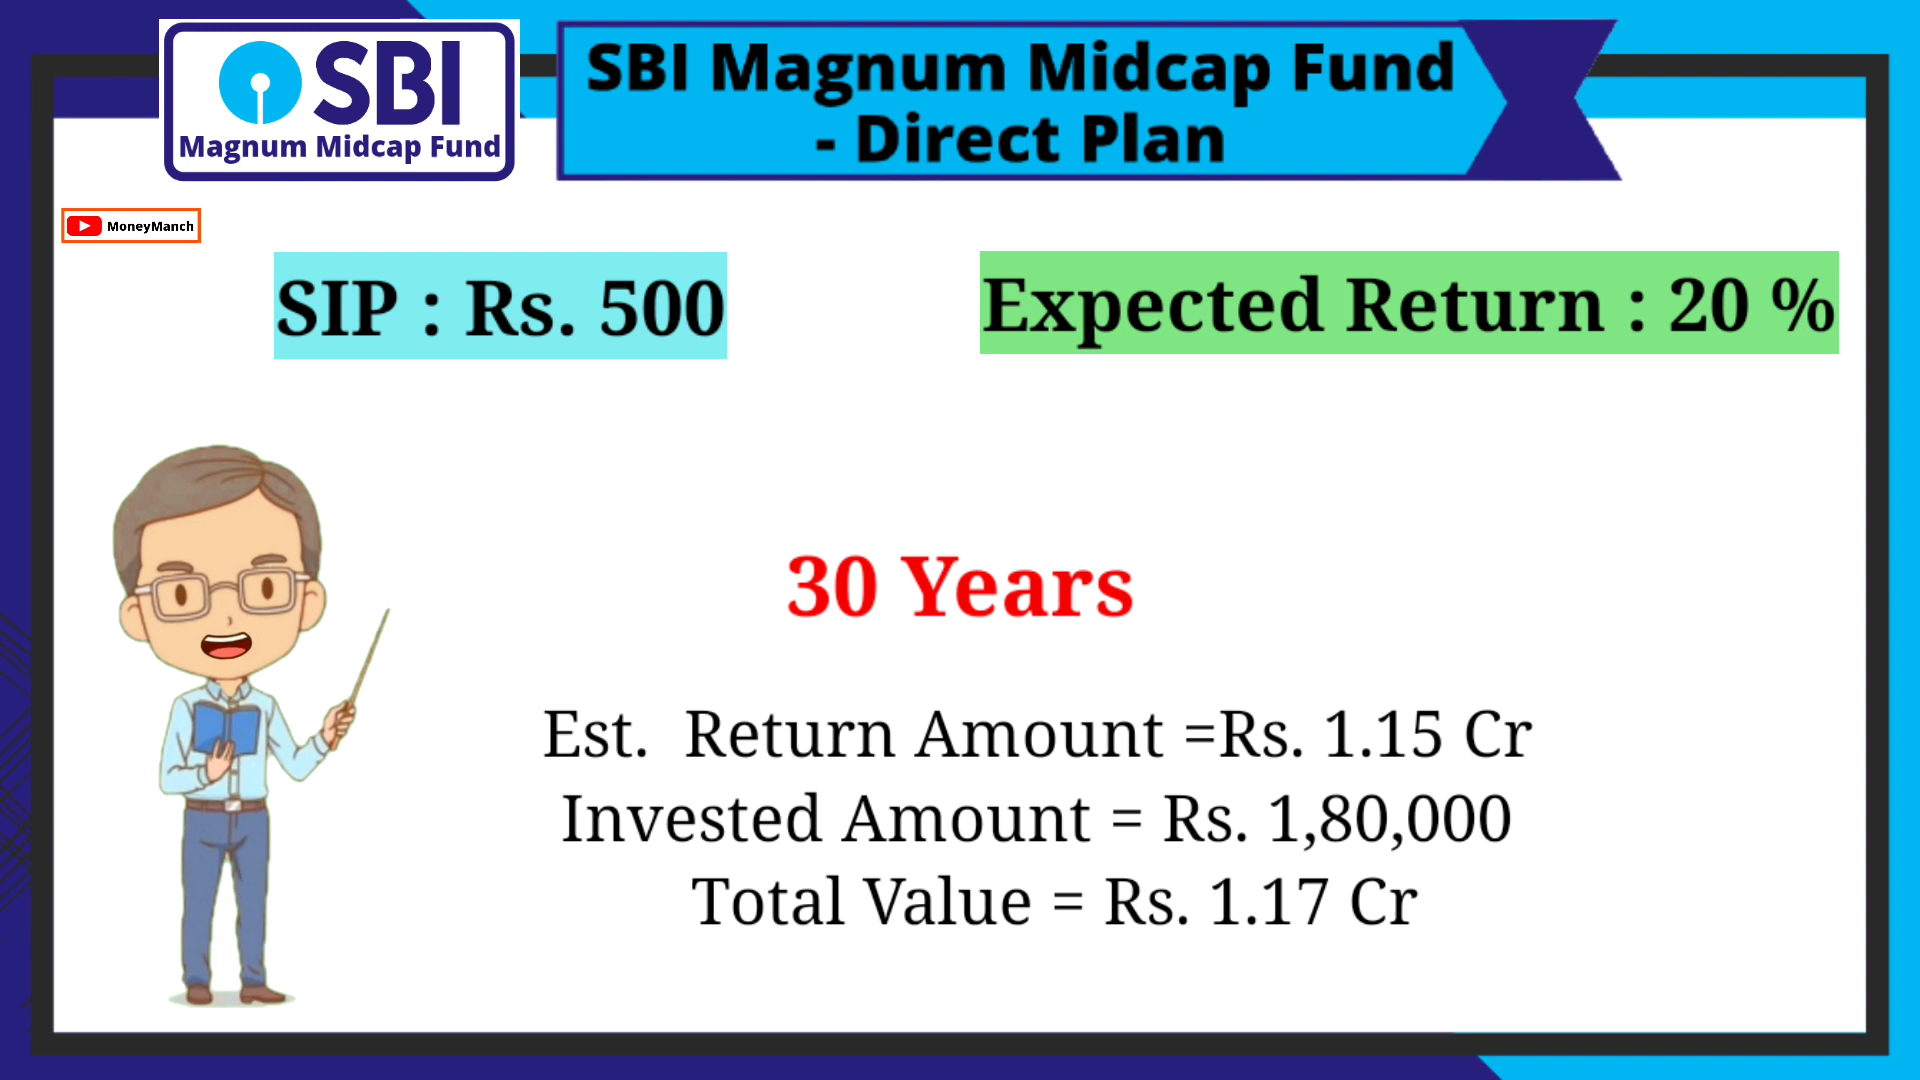 SBI
Magnum Midcap Fund
SBI Magnum Midcap Fund
- Direct Plan
MoneyManch
SIP : Rs. 500
Expected Return : 20 %
30 Years
Est. Return Amount =Rs. 1.15 Cr
Invested Amount = Rs. 1,80,000
Total Value = Rs. 1.17 Cr